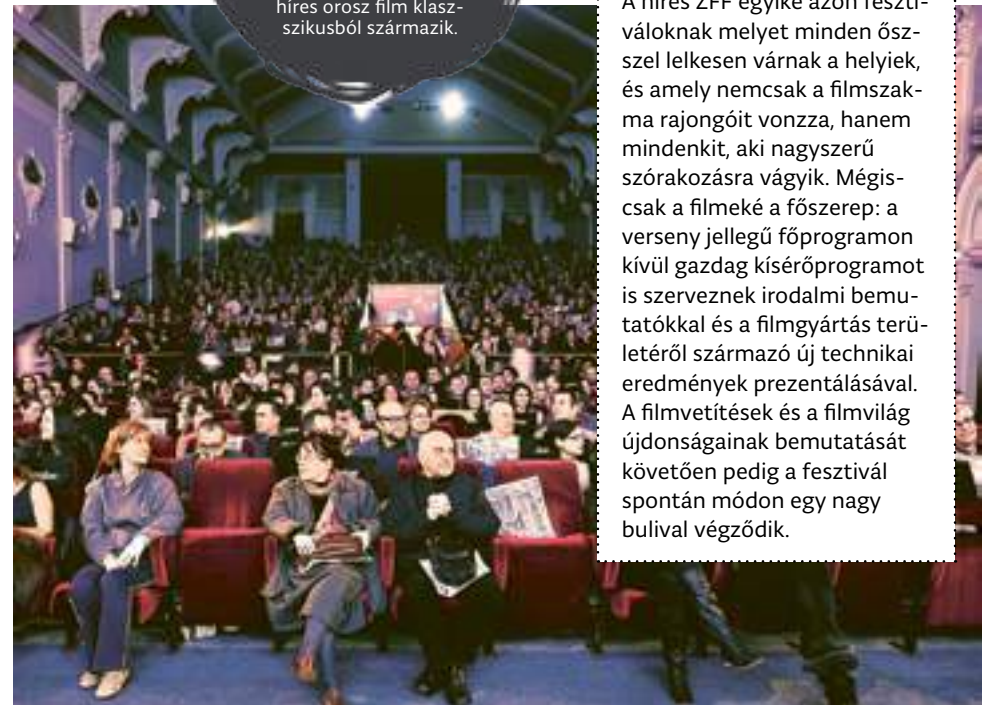 híres orosz film klasz-
szikusból származik.
A híres ZFF egyike azon feszti-
váloknak melyet minden ősz-
szel lelkesen várnak a helyiek,
és amely nemcsak a filmszak-
ma rajongóit vonzza, hanem
mindenkit, aki nagyszerű
szórakozásra vágyik. Mégis-
csak a filmeké a főszerep: a
verseny jellegű főprogramon
kívül gazdag kísérőprogramot
is szerveznek irodalmi bemu-
tatókkal és a filmgyártás terü-
letéről származó új technikai
eredmények prezentálásával.
A filmvetítések és a filmvilág
újdonságainak bemutatását
követően pedig a fesztivál
spontán módon egy nagy
bulival végződik.